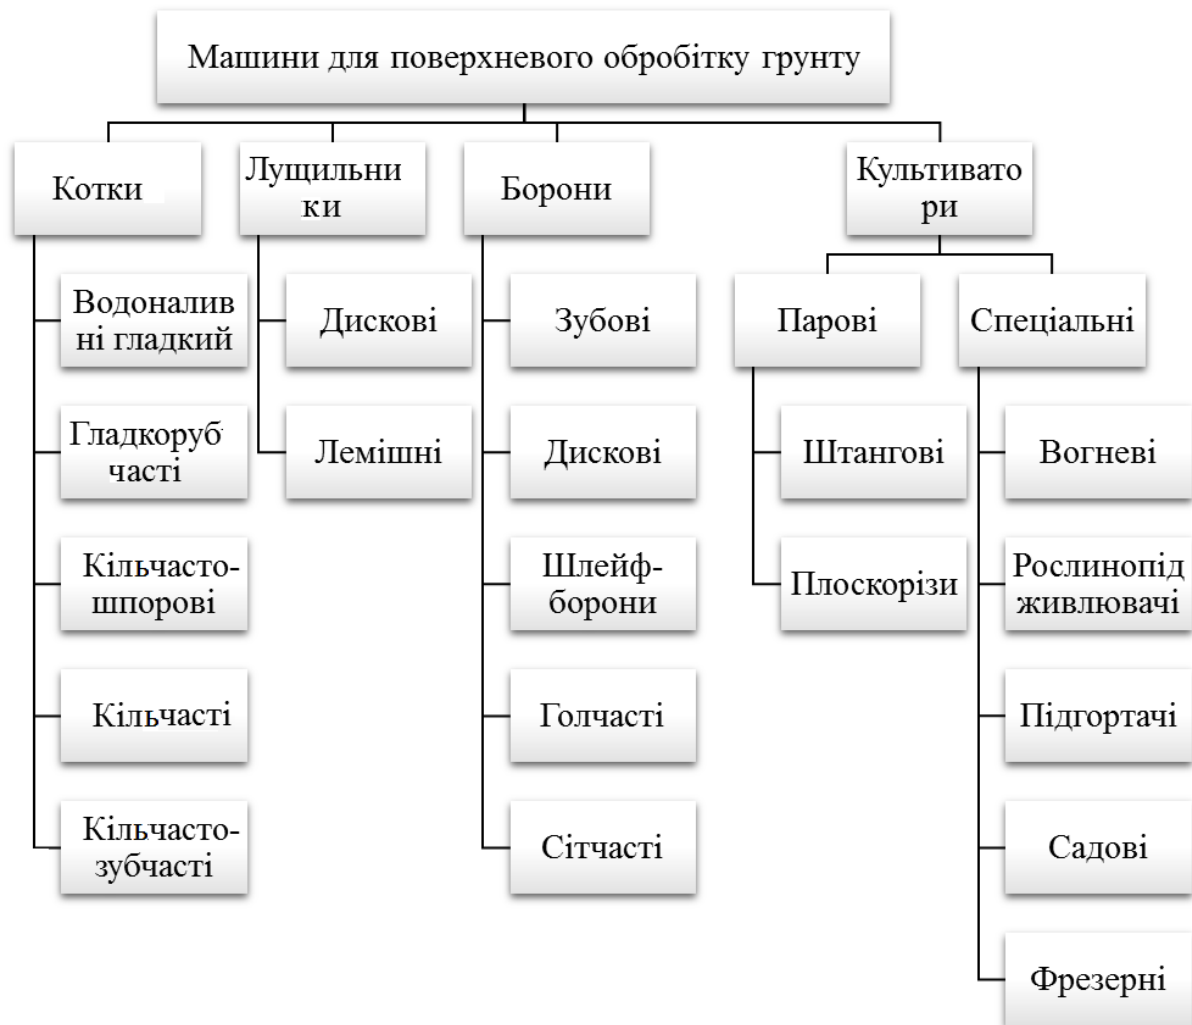 Машини для поверхневого обробітку грунту
Котки
Лущильни
ки
Борони
Культивато
ри
Водоналив
ні гладкий
Гладкоруб
часті
Кільчасто-
шпорові
Кільчасті
Кільчасто-
зубчасті
Дискові
Лемішні
Зубові
Дискові
Шлейф-
борони
Голчасті
Сітчасті
Парові
Спеціальні
Штангові
Плоскорізи
Вогневі
Рослинопід
живлювачі
Підгортачі
Садові
Фрезерні